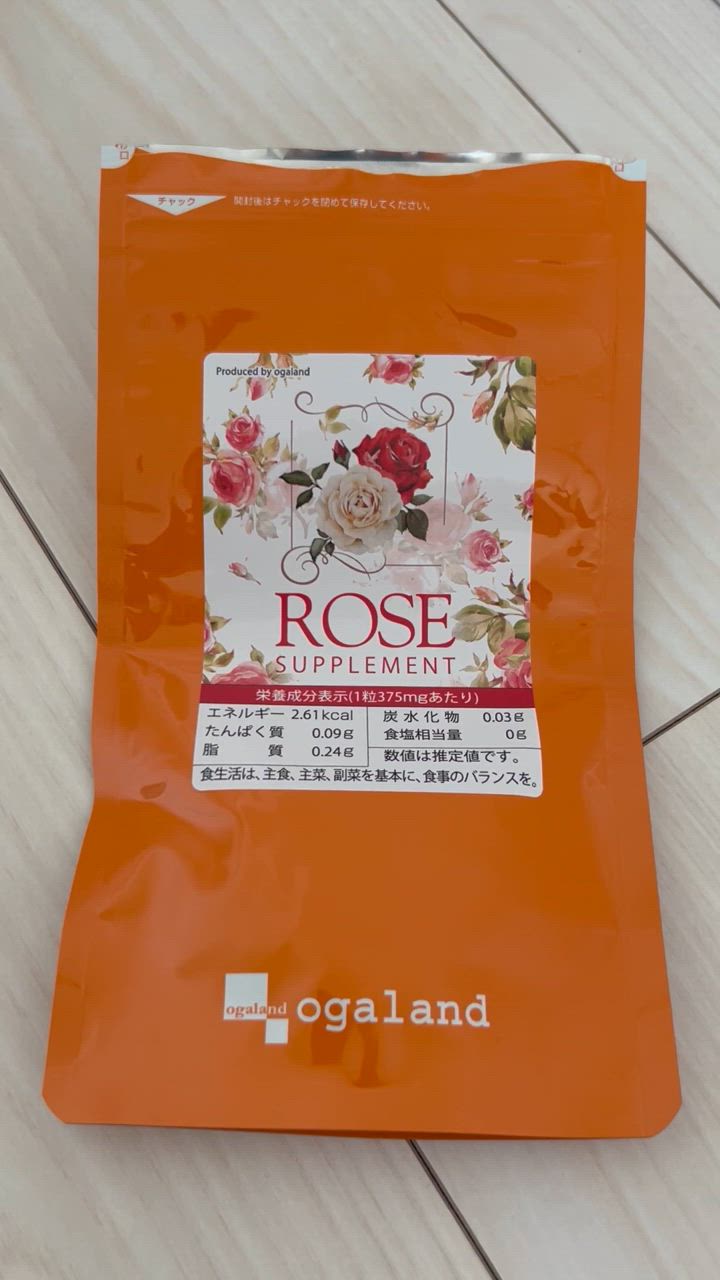 チャック
開封後はチャックを閉めて保存してください。
Produced by ogaland
ROSE
SUPPLEMENT
栄養成分表示(1粒375mgあたり)
エネルギー 2.61kcal
たんぱく質 0.09g
脂質 0.24g
炭水化物 0.03g
食塩相当量 0g
数値は推定値です。
食生活は、主食、主菜、副菜を基本に、食事のバランスを。
ogaland
ogaland